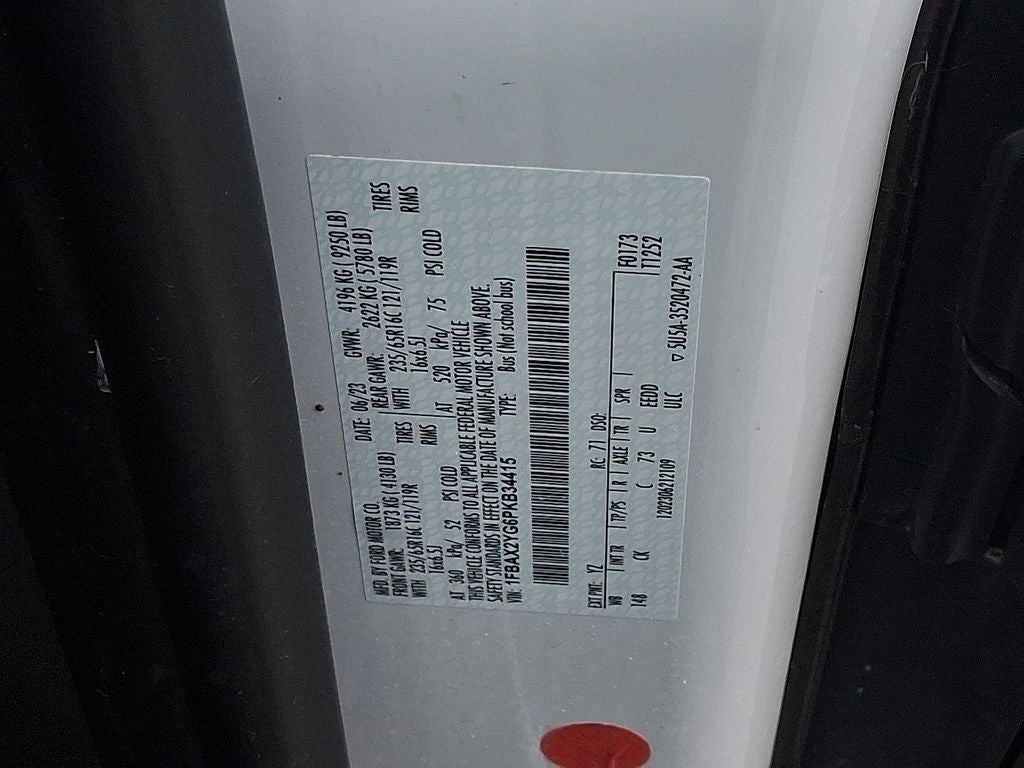 MFD. BY FORD MOTOR CO. DATE: 06/23 GVWR: 4196 KG ( 9250 LB)
FRONT GAWR: 1873 KG ( 4130 LB) REAR GAWR: 2622 KG ( 5780 LB)
WITH 235/65R16C 121/119R TIRES WITH 235/65R16C 121/119R TIRES
16x6.5J RIMS 16x6.5J RIMS
AT 360 kPa/ 52 PSI COLD AT 520 kPa/ 75 PSI COLD
THIS VEHICLE CONFORMS TO ALL APPLICABLE FEDERAL MOTOR VEHICLE
SAFETY STANDARDS IN EFFECT ON THE DATE OF MANUFACTURE SHOWN ABOVE.
VIN: 1FBAX2YG6PKB34415 TYPE: Bus (Not school bus)
EXT PNT: YZ RC: 71 DSO: F0173
WB INT TR TP/PS R AXLE TR SPR TT252
148 CK C 73 U EEDD
1202306212109 ULC ▽ 5U5A-3520472-AA